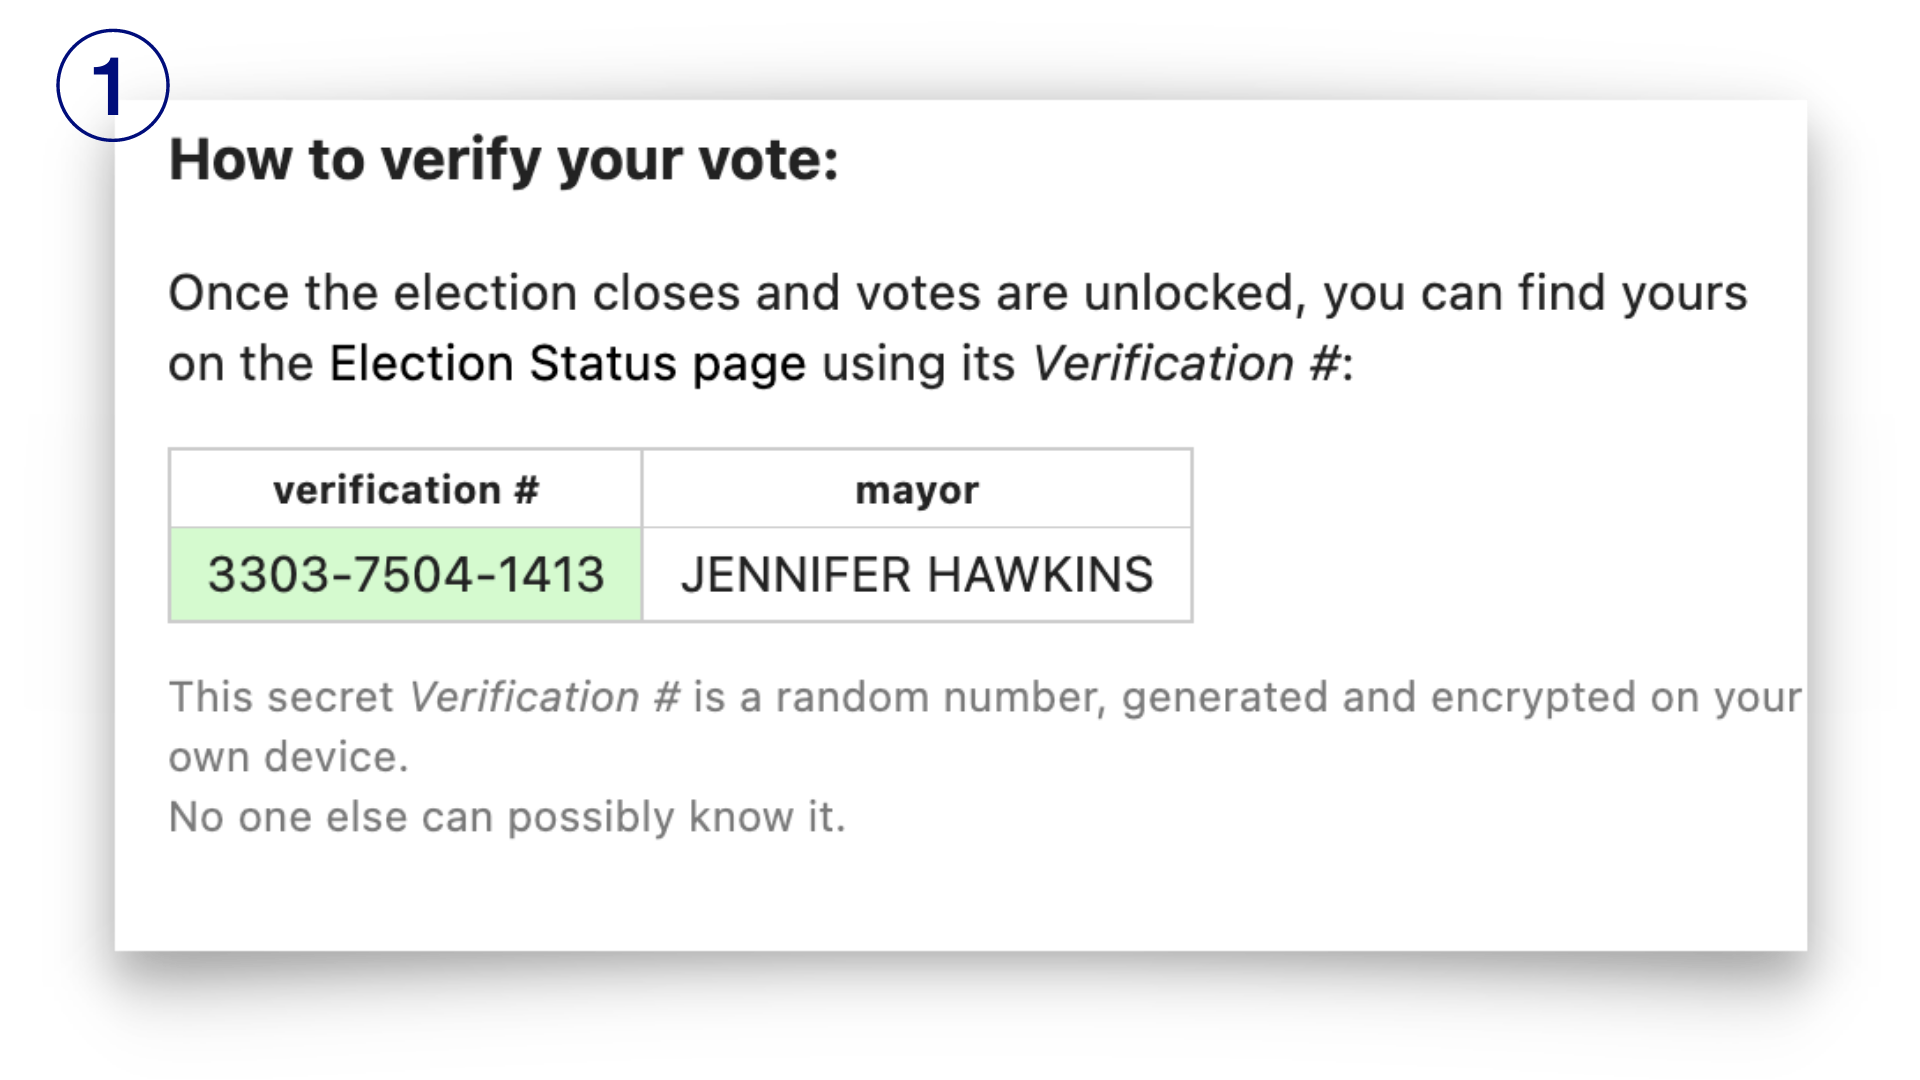 1
How to verify your vote:
Once the election closes and votes are unlocked, you can find yours
on the Election Status page using its Verification #:
verification # mayor
3303-7504-1413 JENNIFER HAWKINS
This secret Verification # is a random number, generated and encrypted on your
own device.
No one else can possibly know it.